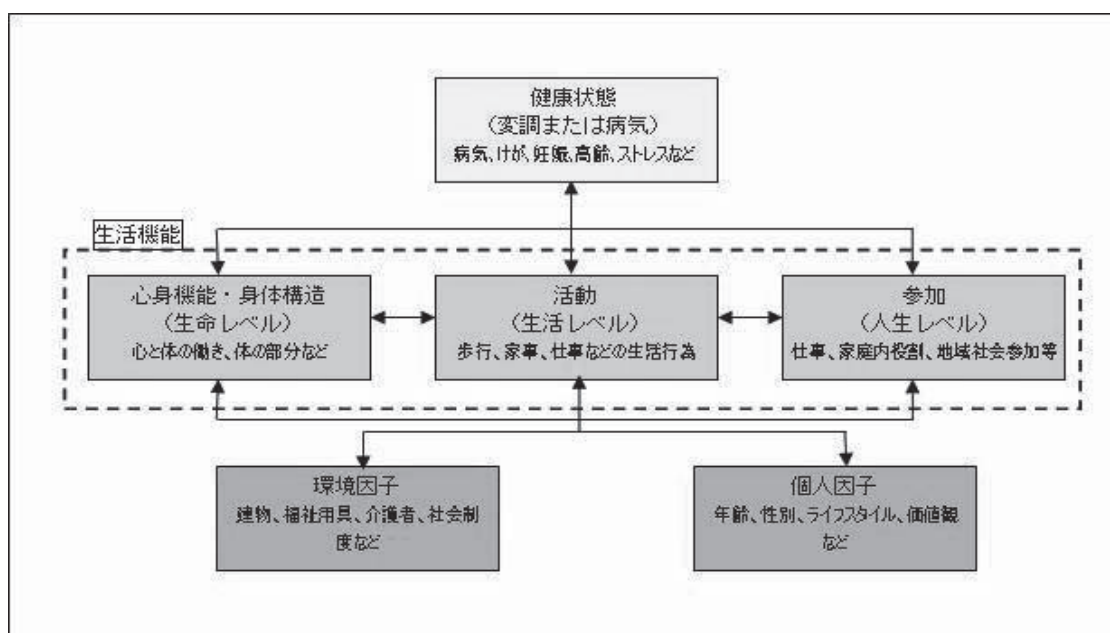 健康状態
(変調または病気)
病気、けが、妊娠、高齢、ストレスなど
生活機能
心身機能・身体構造
(生命レベル)
心と体の働き、体の部分など
活動
(生活レベル)
歩行、家事、仕事などの生活行為
参加
(人生レベル)
仕事、家庭内役割、地域社会参加等
環境因子
建物、福祉用具、介護者、社会制
度など
個人因子
年齢、性別、ライフスタイル、価値観
など